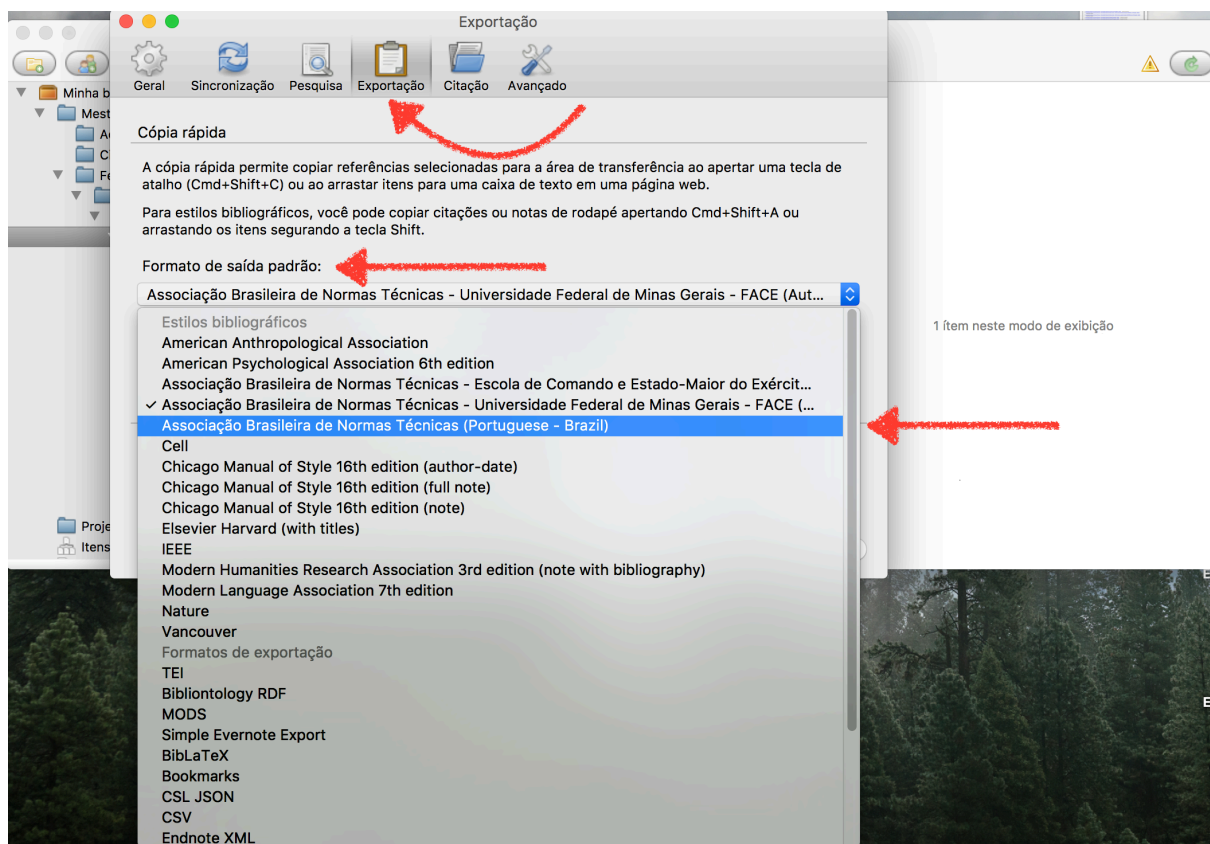 Exportação
Geral Sincronização Pesquisa Exportação Citação Avançado
Minha b
Mest
A
C
Fe
Cópia rápida
A cópia rápida permite copiar referências selecionadas para a área de transferência ao apertar uma tecla de
atalho (Cmd+Shift+C) ou ao arrastar itens para uma caixa de texto em uma página web.
Para estilos bibliográficos, você pode copiar citações ou notas de rodapé apertando Cmd+Shift+A ou
arrastando os itens segurando a tecla Shift.
Formato de saída padrão:
Associação Brasileira de Normas Técnicas - Universidade Federal de Minas Gerais - FACE (Aut...
Estilos bibliográficos
American Anthropological Association
American Psychological Association 6th edition
Associação Brasileira de Normas Técnicas - Escola de Comando e Estado-Maior do Exércit...
✓ Associação Brasileira de Normas Técnicas - Universidade Federal de Minas Gerais - FACE (...
Associação Brasileira de Normas Técnicas (Portuguese - Brazil)
Cell
Chicago Manual of Style 16th edition (author-date)
Chicago Manual of Style 16th edition (full note)
Chicago Manual of Style 16th edition (note)
Elsevier Harvard (with titles)
IEEE
Modern Humanities Research Association 3rd edition (note with bibliography)
Modern Language Association 7th edition
Nature
Vancouver
Formatos de exportação
TEI
Bibliontology RDF
MODS
Simple Evernote Export
BibLaTeX
Bookmarks
CSL JSON
CSV
Endnote XML
1 ítem neste modo de exibição
Proje
Itens
E
E